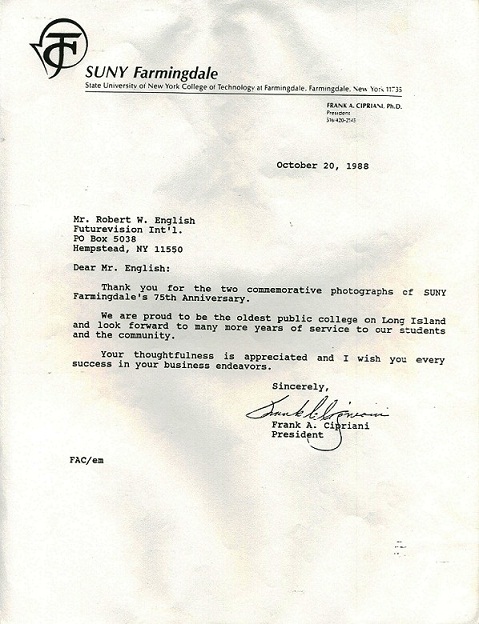 SUNY Farmingdale
State University of New York College of Technology at Farmingdale, Farmingdale, New York 11735
FRANK A. CIPRIANI, Ph.D.
President
516-420-2145
October 20, 1988
Mr. Robert W. English
Futurevision Int'l.
PO Box 5038
Hempstead, NY 11550
Dear Mr. English:
Thank you for the two commemorative photographs of SUNY
Farmingdale's 75th Anniversary.
We are proud to be the oldest public college on Long Island
and look forward to many more years of service to our students
and the community.
Your thoughtfulness is appreciated and I wish you every
success in your business endeavors.
Sincerely,
Frank A. Cipriani
Frank A. Cipriani
President
FAC/em